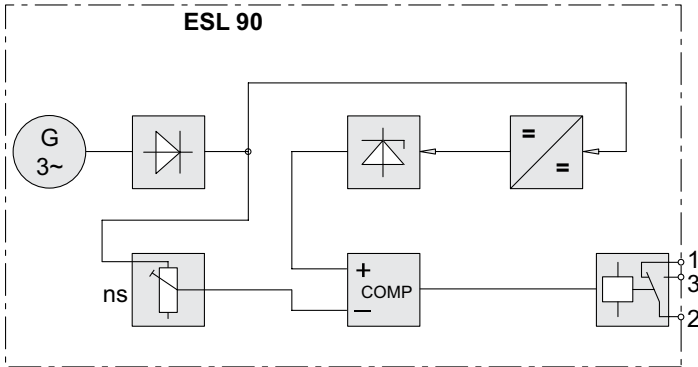 ESL 90
G
3~
=
=
ns
+
COMP
–
1
3
2